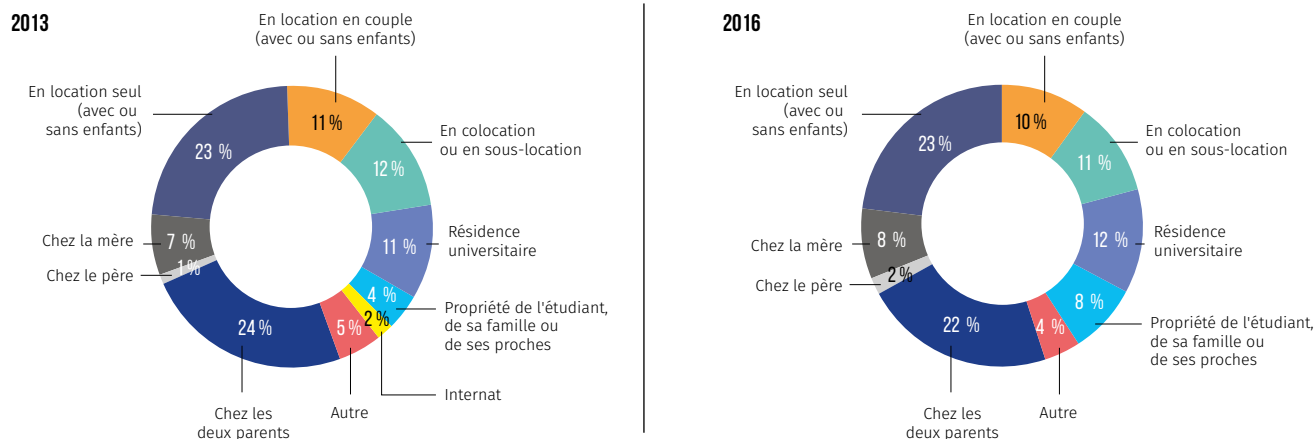 2013
En location en couple
(avec ou sans enfants)
En location seul
(avec ou
sans enfants)
11 %
En colocation
ou en sous-location
23 %
12 %
Chez la mère
7 %
Résidence
universitaire
11 %
Chez le père
1%
4 %
Propriété de l'étudiant,
de sa famille ou
de ses proches
2%
24 %
5 %
Internat
Chez les
deux parents
Autre
2016
En location en couple
(avec ou sans enfants)
En location seul
(avec ou
sans enfants)
10 %
En colocation
ou en sous-location
23 %
11 %
Chez la mère
8 %
Résidence
universitaire
12 %
Chez le père
2 %
8 %
Propriété de l'étudiant,
de sa famille ou
de ses proches
22 %
4 %
Chez les
deux parents
Autre